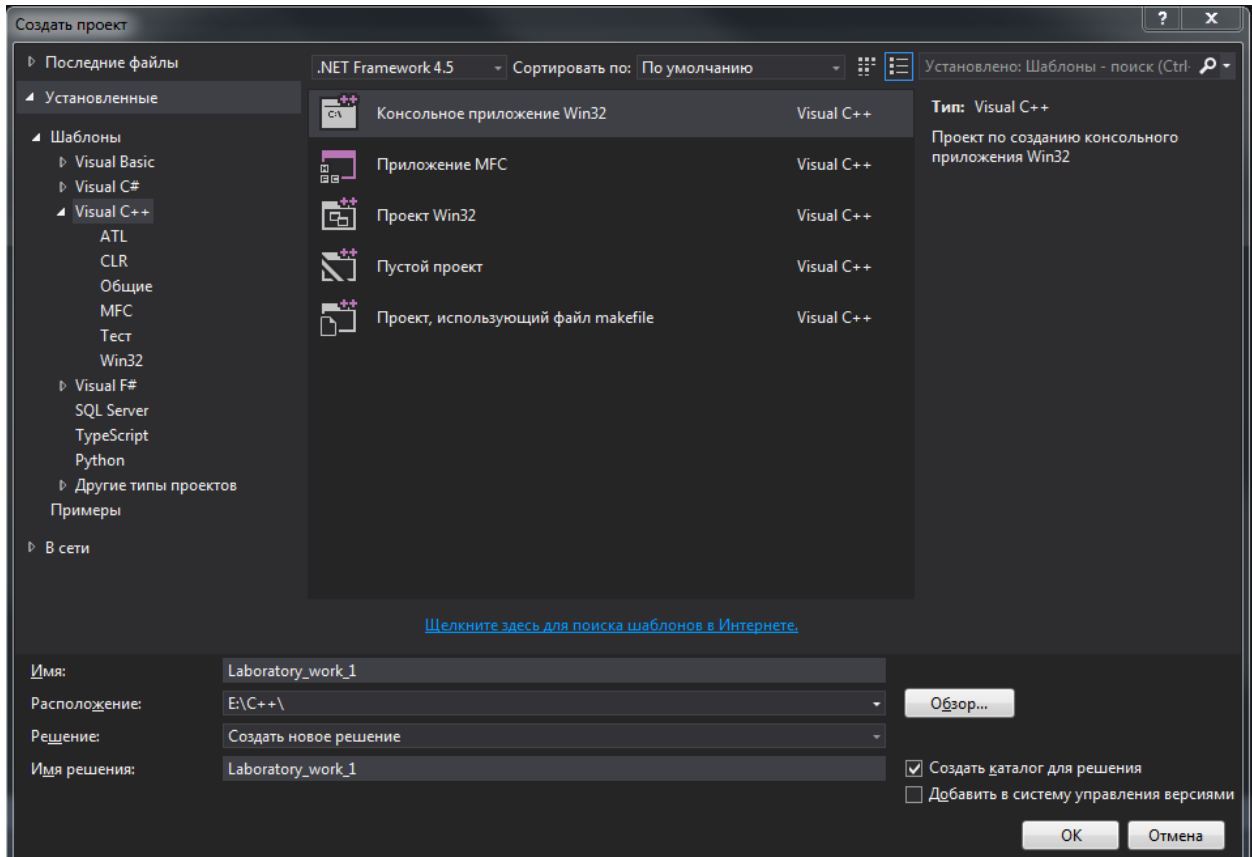 Создать проект
? x
Последние файлы
Установленные
Шаблоны
Visual Basic
Visual C#
Visual C++
ATL
CLR
Общие
MFC
Тест
Win32
Visual F#
SQL Server
TypeScript
Python
Другие типы проектов
Примеры
В сети
.NET Framework 4.5 Сортировать по: По умолчанию
Консольное приложение Win32 Visual C++
Приложение MFC Visual C++
Проект Win32 Visual C++
Пустой проект Visual C++
Проект, использующий файл makefile Visual C++
Щелкните здесь для поиска шаблонов в Интернете.
Установлено: Шаблоны - поиск (Ctrl-
Тип: Visual C++
Проект по созданию консольного
приложения Win32
Имя: Laboratory_work_1
Расположение: E:\C++\
Обзор...
Решение: Создать новое решение
Имя решения: Laboratory_work_1
Создать каталог для решения
Добавить в систему управления версиями
ОК Отмена